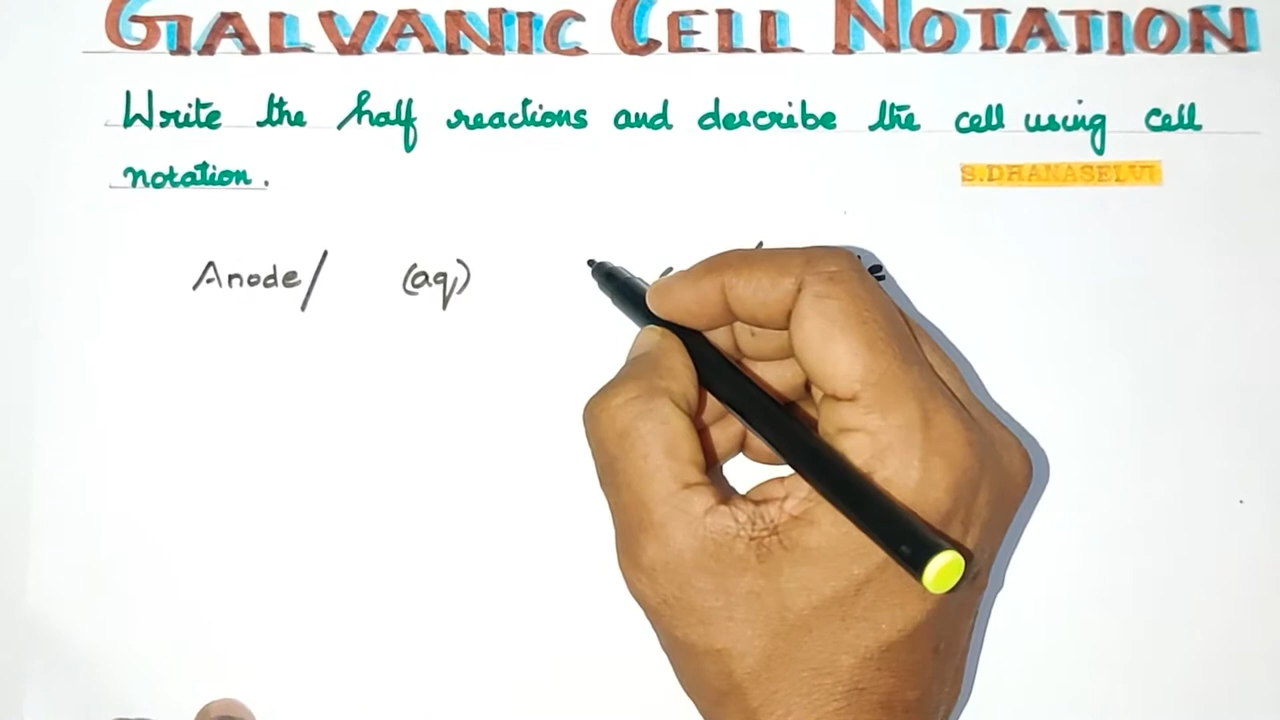 GALVANIC CELL NOTATION
Write the half reactions and describe the cell using cell
notation.
S.DHANASELVI
Anode/ (aq)